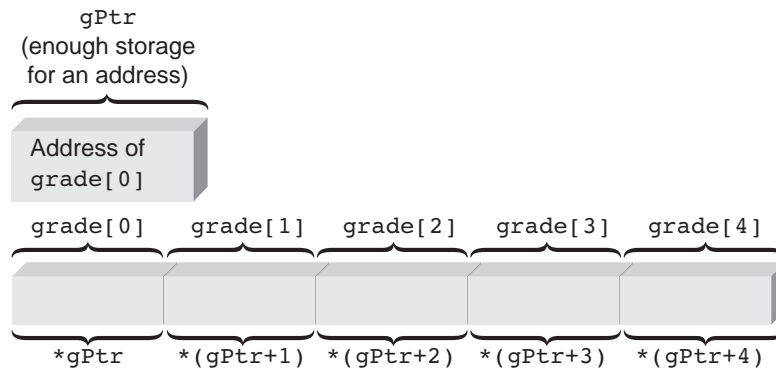 gPtr
(enough storage
for an address)
Address of
grade[0]
grade[0] grade[1] grade[2] grade[3] grade[4]
*gPtr *(gPtr+1) *(gPtr+2) *(gPtr+3) *(gPtr+4)